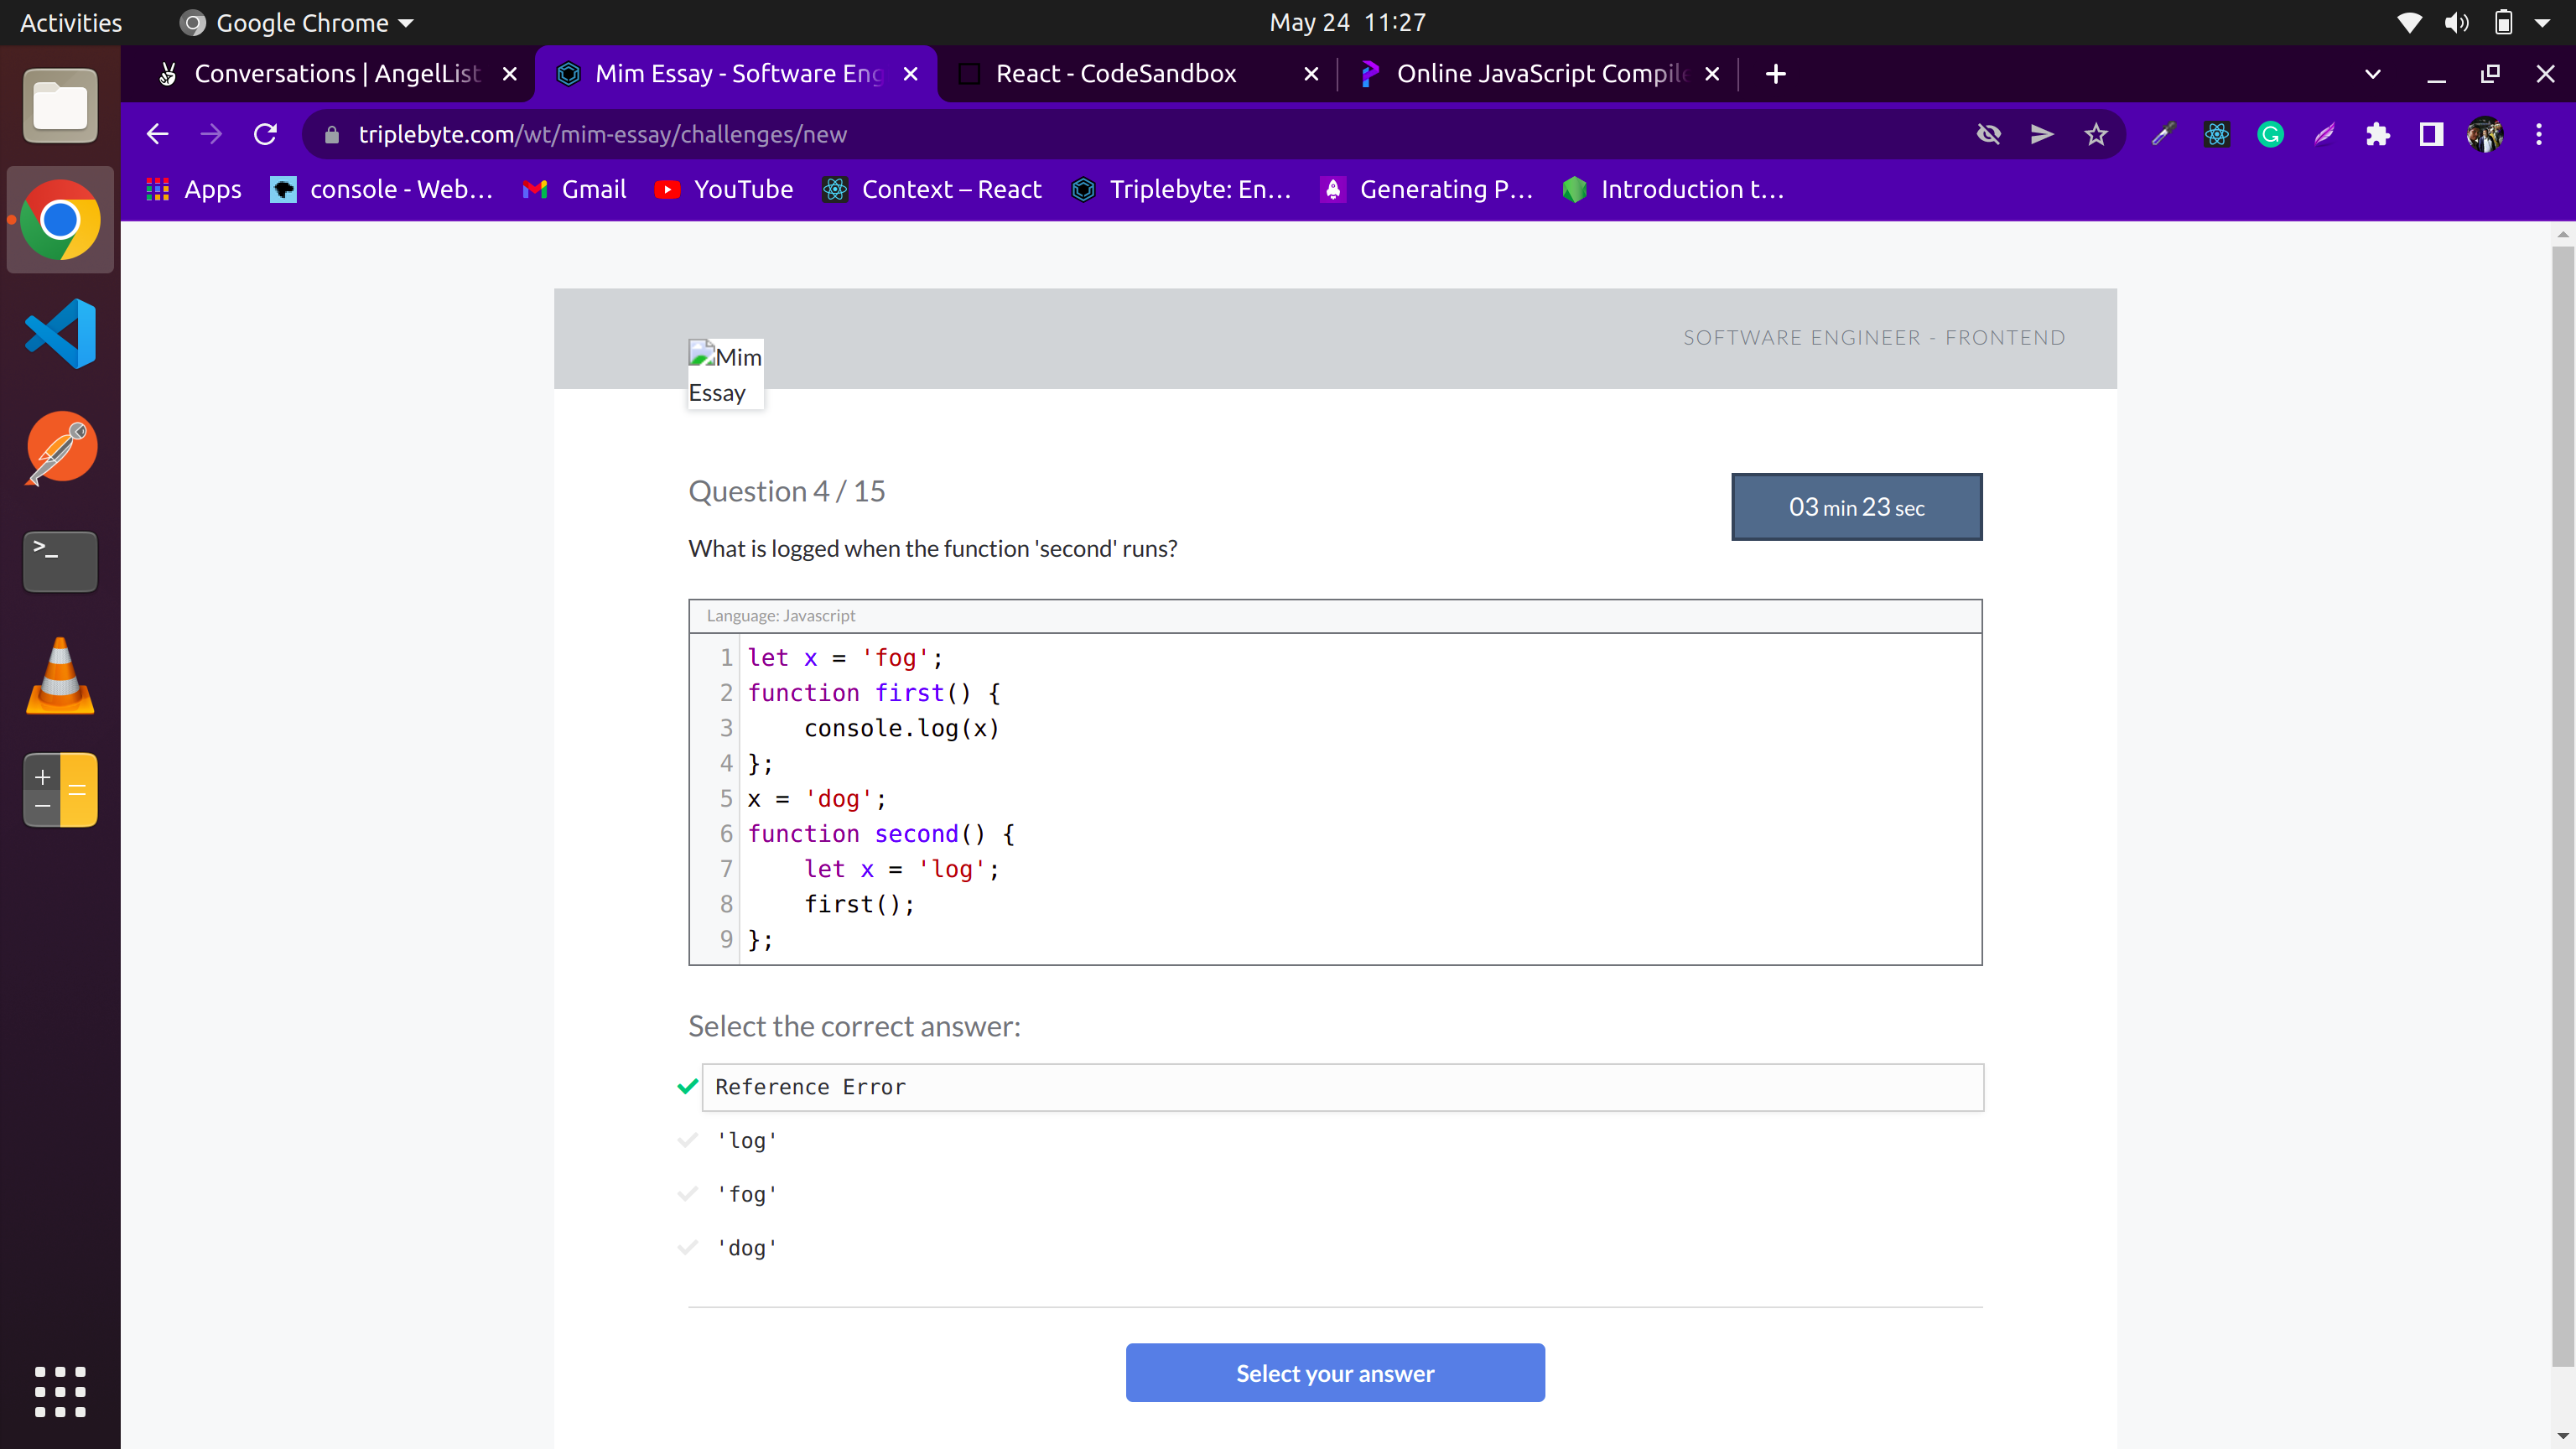 Activities
Google Chrome
May 24 11:27
Conversations | AngelList
Mim Essay - Software Eng
React - CodeSandbox
Online JavaScript Compile
triplebyte.com/wt/mim-essay/challenges/new
Apps
console - Web...
Gmail
YouTube
Context – React
Triplebyte: En...
Generating P...
Introduction t...
SOFTWARE ENGINEER - FRONTEND
Mim
Essay
Question 4 / 15
03 min 23 sec
What is logged when the function 'second' runs?
Language: Javascript
1 let x = 'fog';
2 function first() {
3     console.log(x)
4 };
5 x = 'dog';
6 function second() {
7     let x = 'log';
8     first();
9 };
Select the correct answer:
Reference Error
'log'
'fog'
'dog'
Select your answer